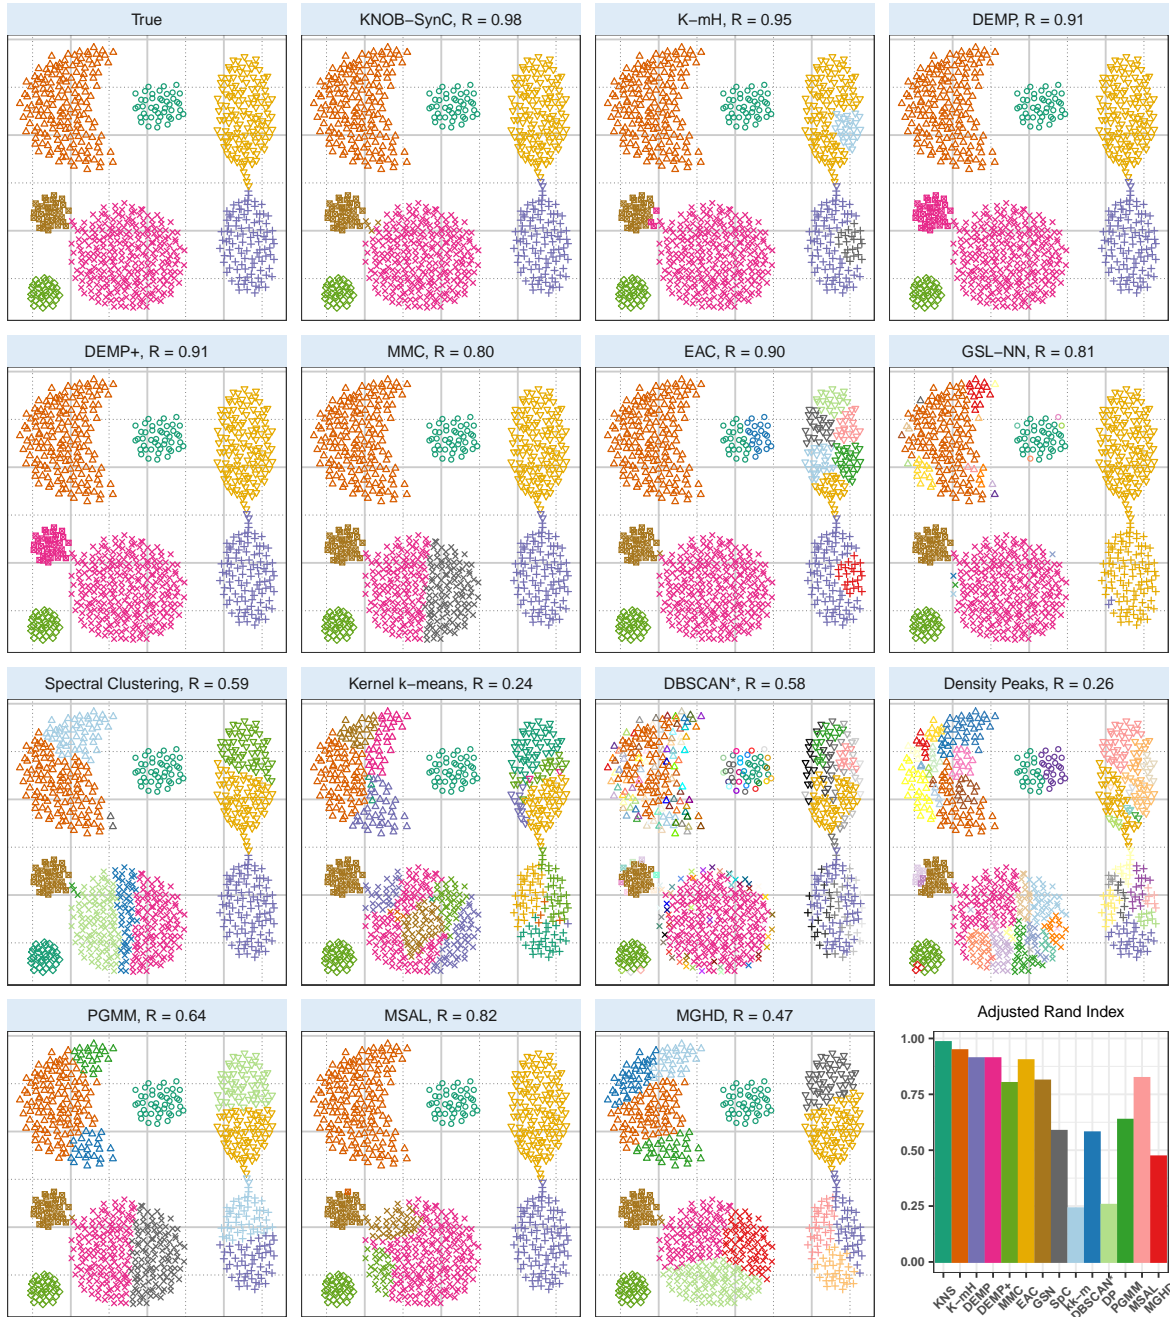 True
KNOB−SynC, R = 0.98
K−mH, R = 0.95
DEMP, R = 0.91
DEMP+, R = 0.91
MMC, R = 0.80
EAC, R = 0.90
GSL−NN, R = 0.81
Spectral Clustering, R = 0.59
Kernel k−means, R = 0.24
DBSCAN*, R = 0.58
Density Peaks, R = 0.26
PGMM, R = 0.64
MSAL, R = 0.82
MGHD, R = 0.47
Adjusted Rand Index
1.00
0.75
0.50
0.25
0.00
KNS
K−mH
DEMP
DEMP+
MMC
EAC
GSN
SpC
kk−m
DBSCAN*
DP
PGMM
MSAL
MGHD